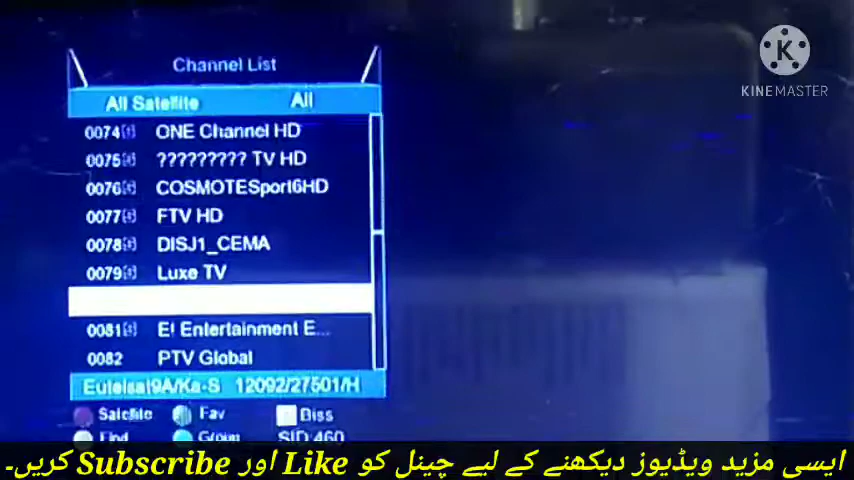 KINEMASTER
Channel List
All Satellite All
0074 ONE Channel HD
0075 ????????? TV HD
0076 COSMOTESport6HD
0077 FTV HD
0078 DISJ1_CEMA
0079 Luxe TV
0081 E! Entertainment E...
0082 PTV Global
Eutelsat9A/Ka-S 12092/27501/H
Satellite Fav Biss
Find Group SID:460
ایسی مزید ویڈیوز دیکھنے کے لیے چینل کو Like اور Subscribe کریں۔